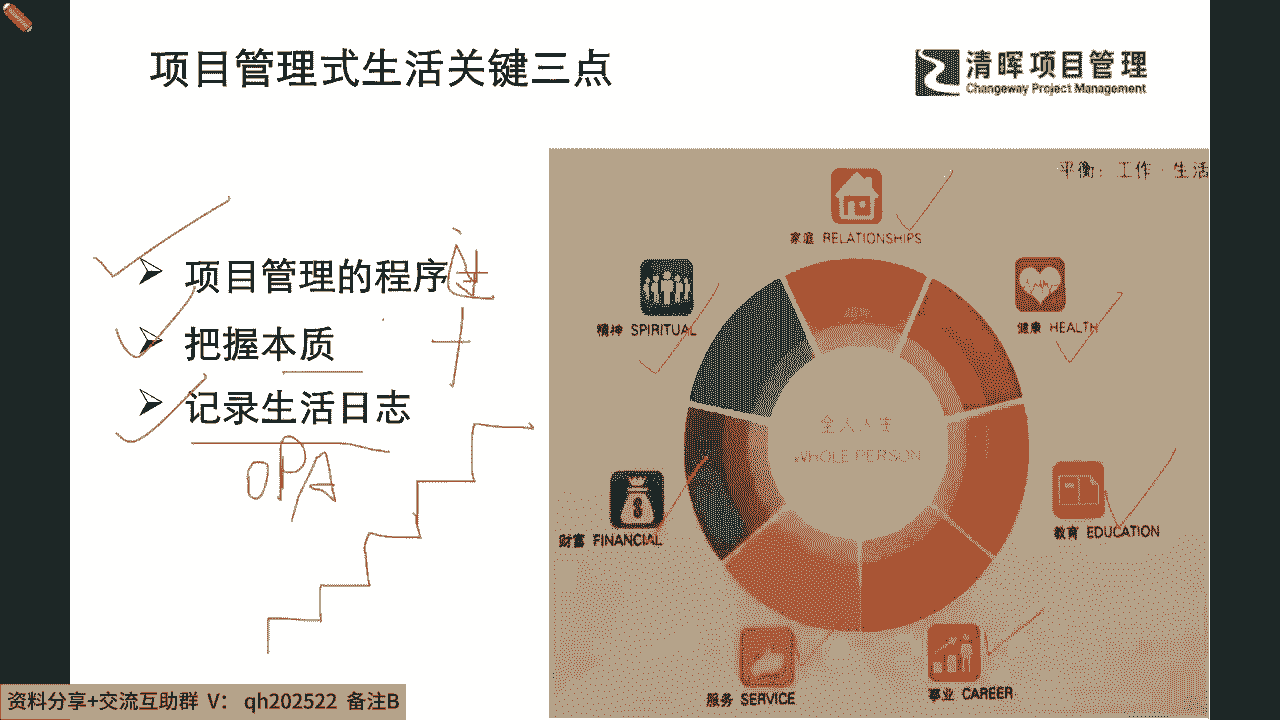 项目管理式生活关键三点
清晖项目管理
Changeway Project Management
平衡：工作·生活
家庭 RELATIONSHIPS
精神 SPIRITUAL
健康 HEALTH
项目管理的程序
把握本质
记录生活日志
OPA
全人人生
WHOLE PERSON
财富 FINANCIAL
教育 EDUCATION
服务 SERVICE
事业 CAREER
资料分享+交流互助群 V： qh202522 备注B